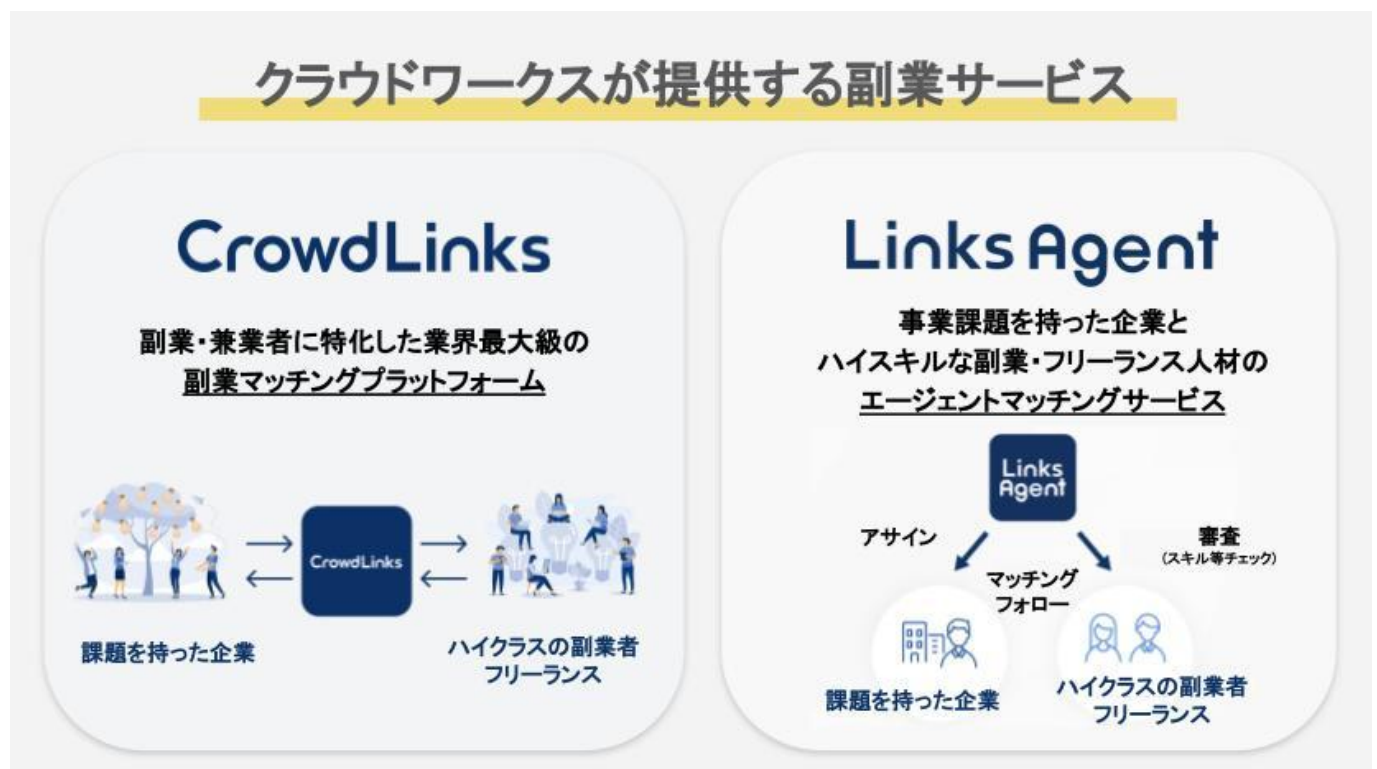 クラウドワークスが提供する副業サービス
CrowdLinks
副業・兼業者に特化した業界最大級の
副業マッチングプラットフォーム
CrowdLinks
課題を持った企業
ハイクラスの副業者
フリーランス
Links Agent
事業課題を持った企業と
ハイスキルな副業・フリーランス人材の
エージェントマッチングサービス
Links
Agent
アサイン
審査
(スキル等チェック)
マッチング
フォロー
課題を持った企業
ハイクラスの副業者
フリーランス